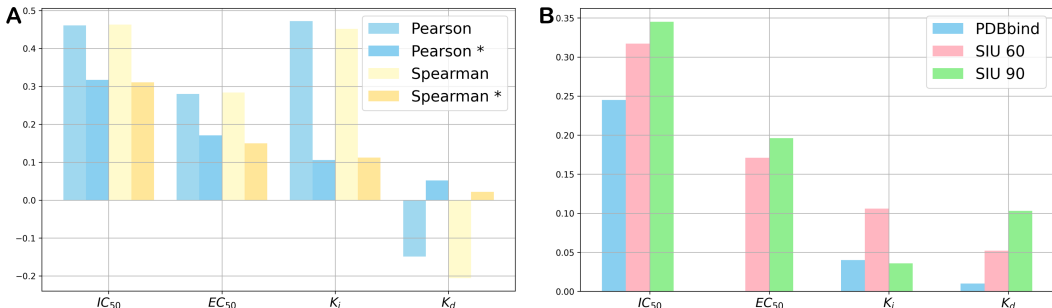 A
0.5
0.4
0.3
0.2
0.1
0.0
−0.1
−0.2
IC50
EC50
Ki
Kd
Pearson
Pearson *
Spearman
Spearman *
B
0.35
0.30
0.25
0.20
0.15
0.10
0.05
0.00
IC50
EC50
Ki
Kd
PDBbind
SIU 60
SIU 90